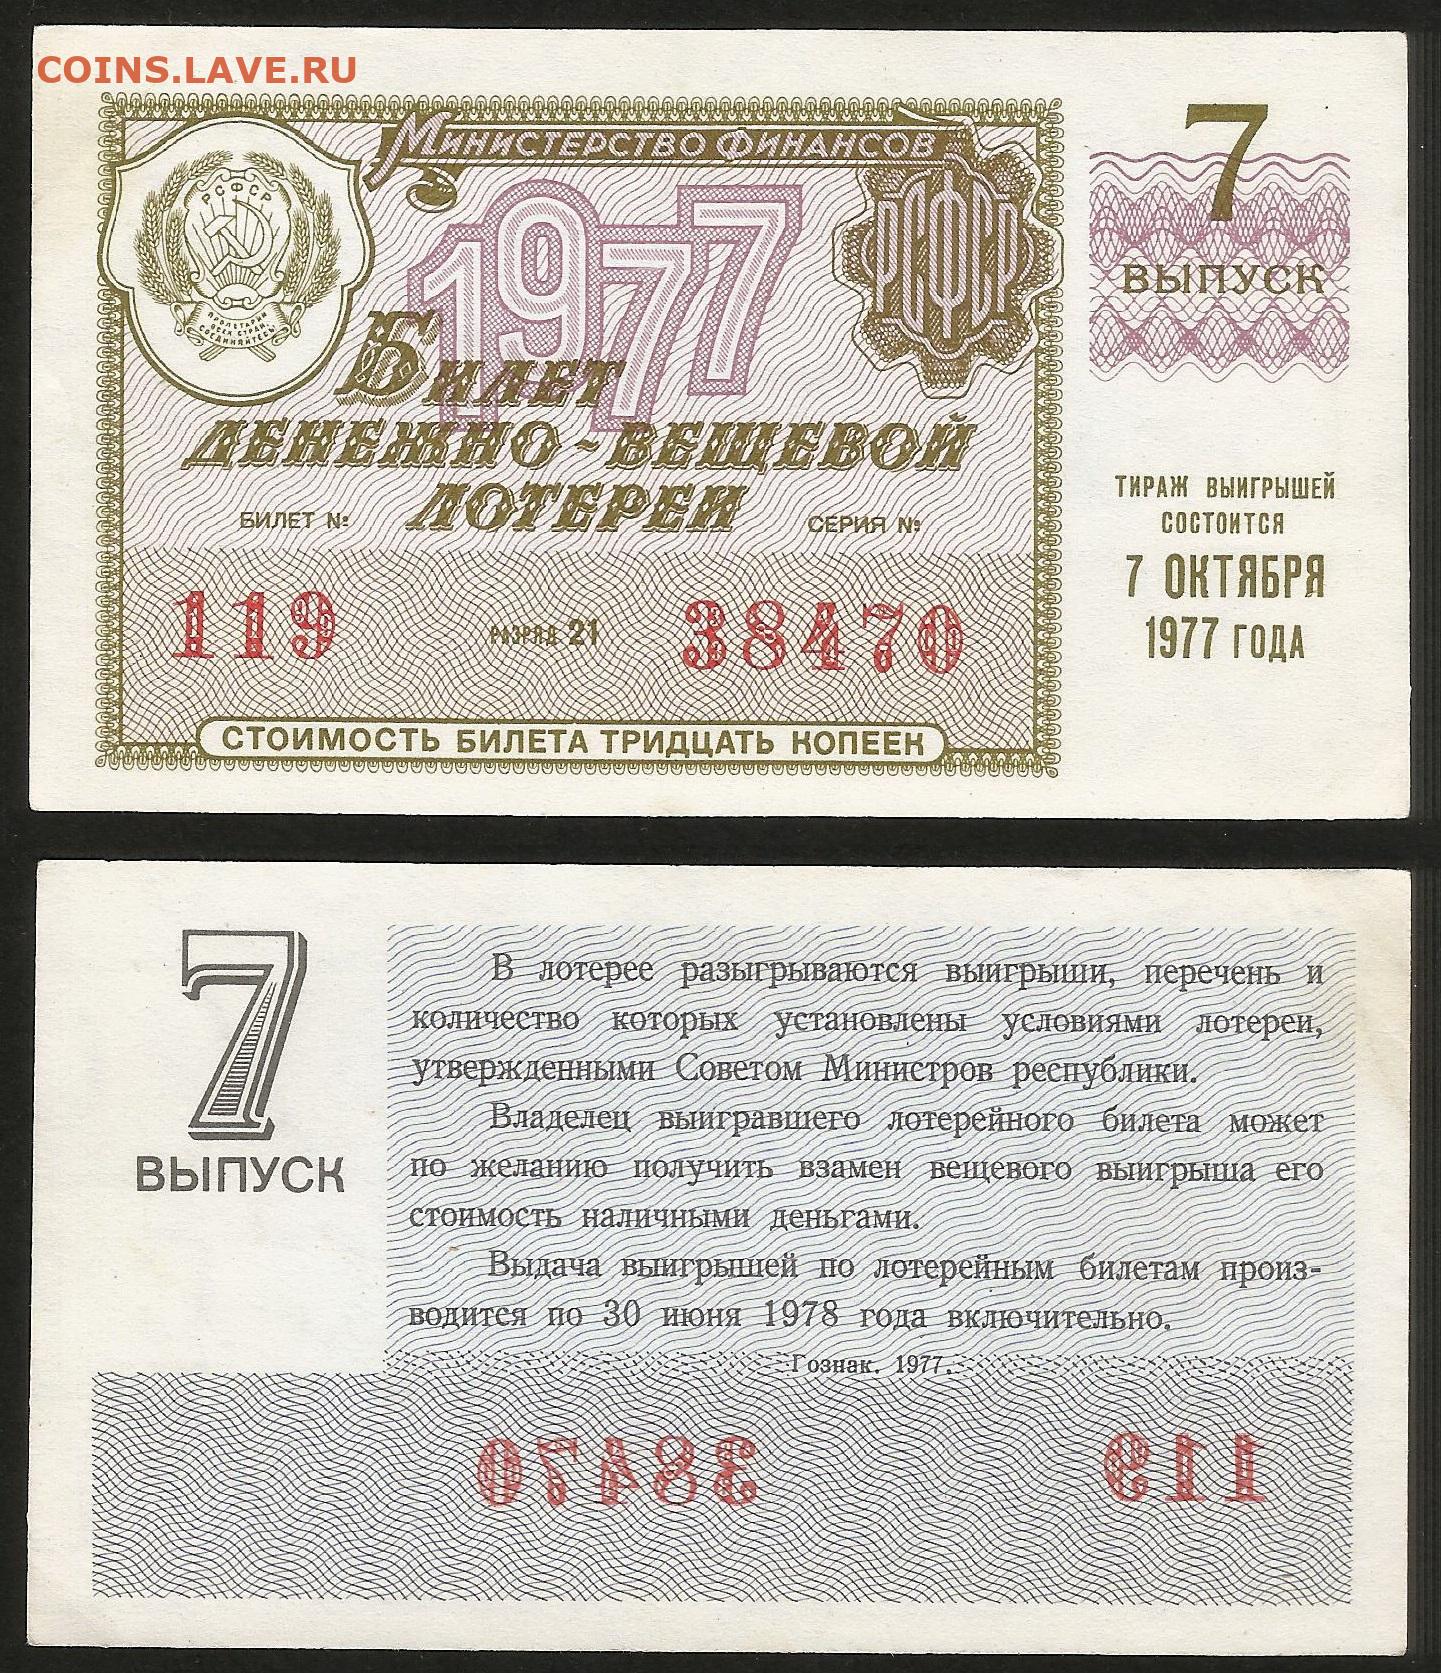 COINS.LAVE.RU
МИНИСТЕРСТВО ФИНАНСОВ
РСФСР
ПРОЛЕТАРИИ
ВСЕХ СТРАН,
СОЕДИНЯЙТЕСЬ!
1977
РСФСР
БИЛЕТ
ДЕНЕЖНО-ВЕЩЕВОЙ
ЛОТЕРЕИ
БИЛЕТ №:
СЕРИЯ №:
119
РАЗРЯД 21
38470
СТОИМОСТЬ БИЛЕТА ТРИДЦАТЬ КОПЕЕК
7
ВЫПУСК
ТИРАЖ ВЫИГРЫШЕЙ
СОСТОИТСЯ
7 ОКТЯБРЯ
1977 ГОДА
7
ВЫПУСК
В лотерее разыгрываются выигрыши, перечень и
количество которых установлены условиями лотереи,
утвержденными Советом Министров республики.
Владелец выигравшего лотерейного билета может
по желанию получить взамен вещевого выигрыша его
стоимость наличными деньгами.
Выдача выигрышей по лотерейным билетам произ-
водится по 30 июня 1978 года включительно.
Гознак. 1977.
38470
119